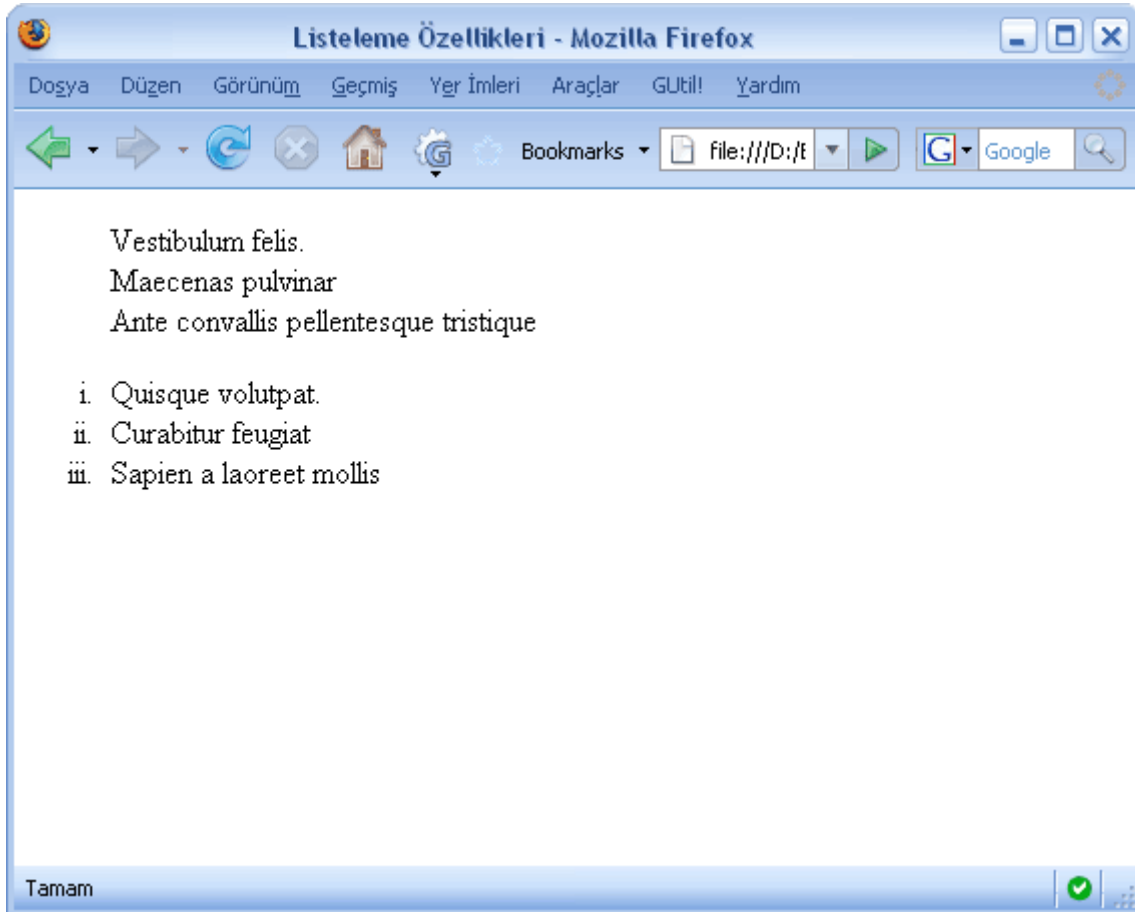 Listeleme Özellikleri - Mozilla Firefox
Dosya Düzen Görünüm Geçmiş Yer İmleri Araçlar GUtil! Yardım
Bookmarks file:///D:/E Google
Vestibulum felis.
Maecenas pulvinar
Ante convallis pellentesque tristique
i. Quisque volutpat.
ii. Curabitur feugiat
iii. Sapien a laoreet mollis
Tamam